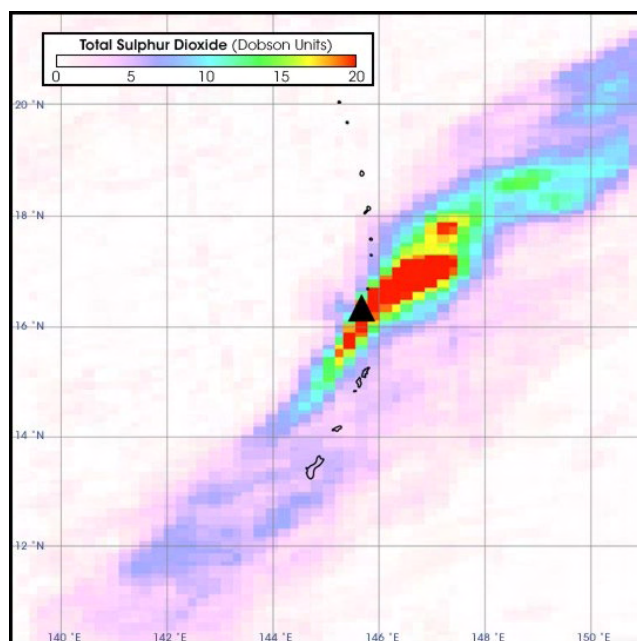 Total Sulphur Dioxide (Dobson Units)
0 5 10 15 20
20 °N
18 °N
16 °N
14 °N
12 °N
140 °E 142 °E 144 °E 146 °E 148 °E 150 °E